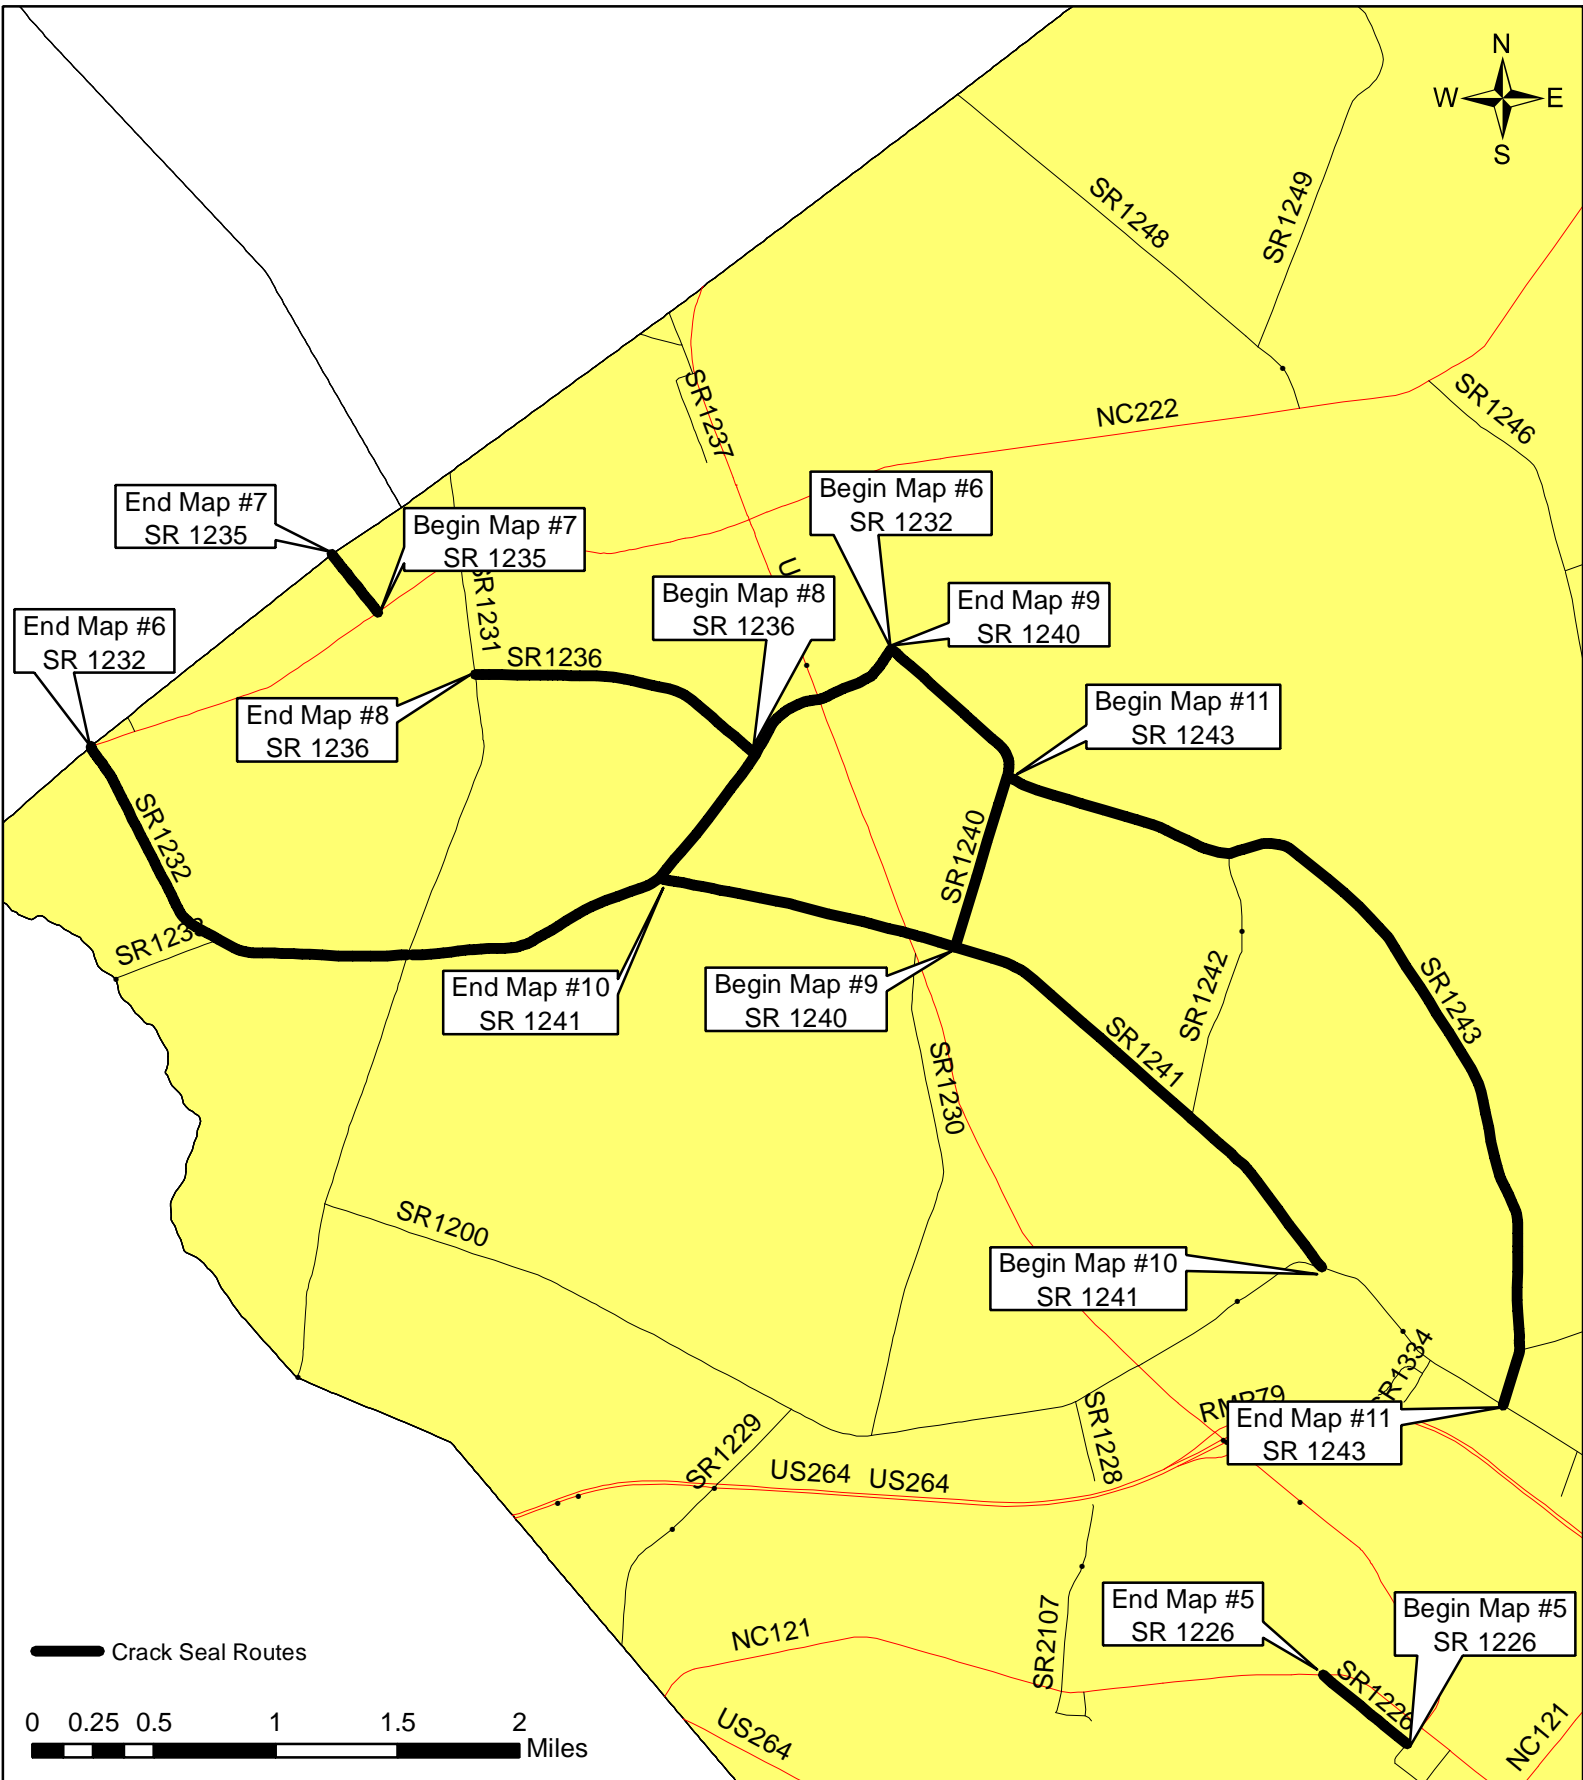 N
W E
S
SR1248
SR1249
SR1237
NC222
SR1246
End Map #7
SR 1235
Begin Map #7
SR 1235
Begin Map #6
SR 1232
SR1231
Begin Map #8
SR 1236
End Map #9
SR 1240
End Map #6
SR 1232
SR1236
End Map #8
SR 1236
Begin Map #11
SR 1243
SR1232
SR1240
End Map #10
SR 1241
Begin Map #9
SR 1240
SR1242
SR1243
SR1241
SR1230
SR1200
Begin Map #10
SR 1241
SR1334
RMP79
End Map #11
SR 1243
SR1229
SR1228
US264 US264
End Map #5
SR 1226
Begin Map #5
SR 1226
NC121
SR2107
SR1226
NC121
US264
Crack Seal Routes
0 0.25 0.5 1 1.5 2
Miles